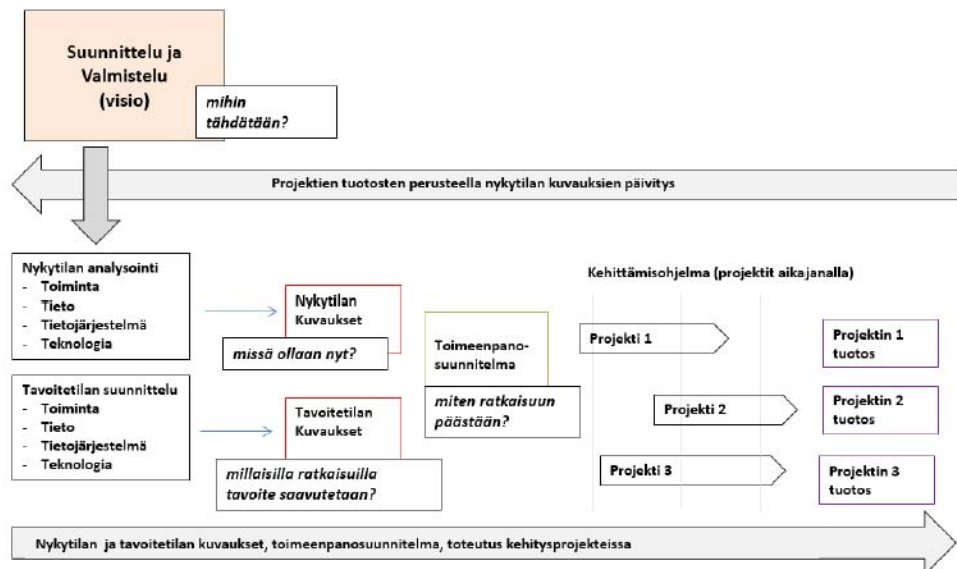 Suunnittelu ja
Valmistelu
(visio)
mihin
tähdätään?
Projektien tuotosten perusteella nykytilan kuvauksien päivitys
Nykytilan analysointi
- Toiminta
- Tieto
- Tietojärjestelmä
- Teknologia
Nykytilan
Kuvaukset
missä ollaan nyt?
Tavoitetilan suunnittelu
- Toiminta
- Tieto
- Tietojärjestelmä
- Teknologia
Tavoitetilan
Kuvaukset
millaisilla ratkaisuilla
tavoite saavutetaan?
Toimeenpano-
suunnitelma
miten ratkaisuun
päästään?
Kehittämisohjelma (projektit aikajanalla)
Projekti 1
Projektin 1
tuotos
Projekti 2
Projektin 2
tuotos
Projekti 3
Projektin 3
tuotos
Nykytilan ja tavoitetilan kuvaukset, toimeenpanosuunnitelma, toteutus kehitysprojekteissa